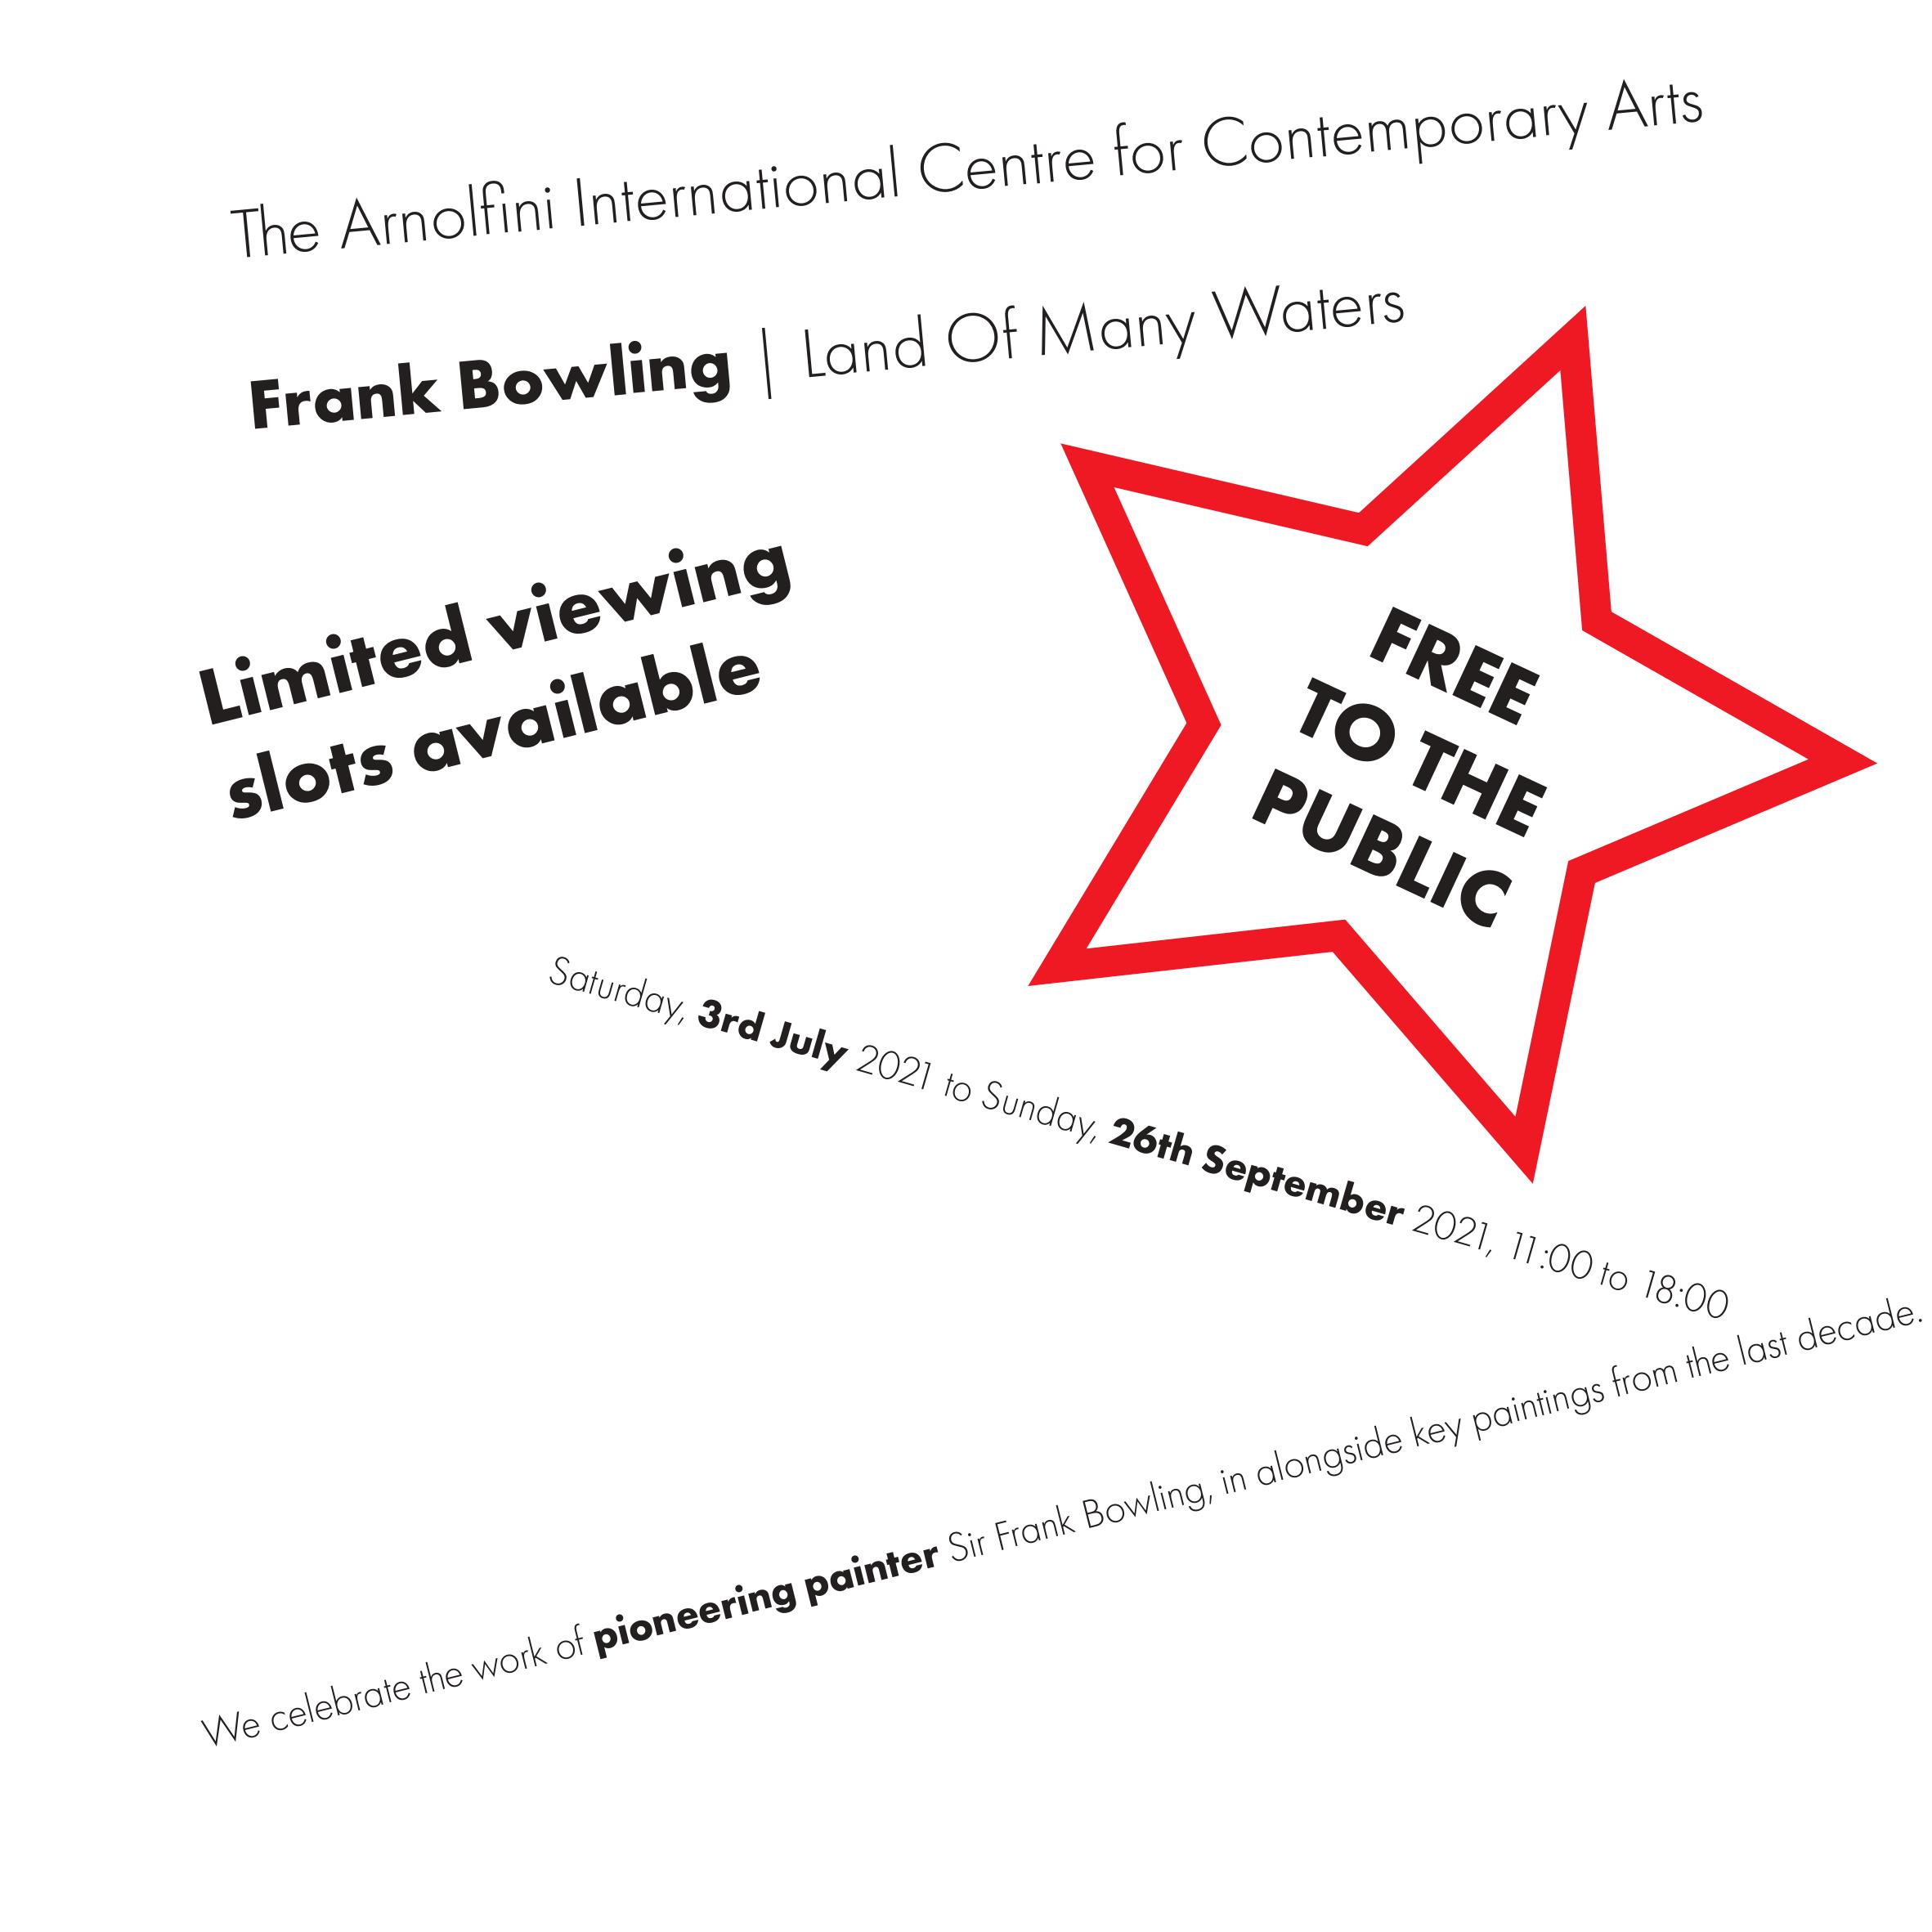 The Arnolfini International Centre for Contemporary Arts
Frank Bowling | Land Of Many Waters
Limited viewing
slots available
FREE
TO THE
PUBLIC
Saturday, 3rd July 2021 to Sunday, 26th September 2021, 11:00 to 18:00
We celebrate the work of pioneering painter Sir Frank Bowling, in alongside key paintings from the last decade.